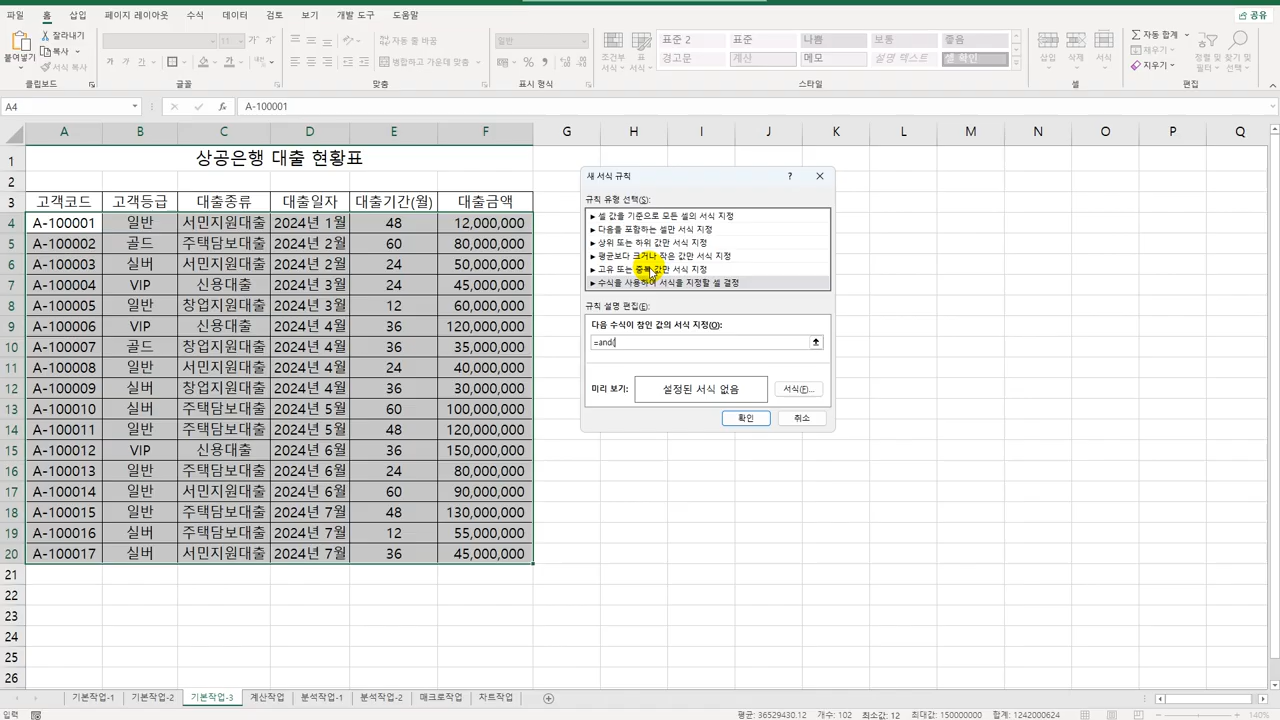 파일 홈 삽입 페이지 레이아웃 수식 데이터 검토 보기 개발 도구 도움말 공유
잘라내기
복사
서식 복사
붙여넣기
클립보드
11
가 가 가
글꼴
자동 줄 바꿈
병합하고 가운데 맞춤
맞춤
일반
표시 형식
조건부 서식
표 서식
표준 2 표준 나쁨 보통 좋음
경고문 계산 메모 설명 텍스트 셀 확인
스타일
삽입 삭제 서식
셀
자동 합계
채우기
지우기
정렬 및 필터
찾기 및 선택
편집
A4 fx A-100001
A B C D E F G H I J K L M N O P Q
1 상공은행 대출 현황표
2
3 고객코드 고객등급 대출종류 대출일자 대출기간(월) 대출금액
4 A-100001 일반 서민지원대출 2024년 1월 48 12,000,000
5 A-100002 골드 주택담보대출 2024년 2월 60 80,000,000
6 A-100003 실버 서민지원대출 2024년 2월 24 50,000,000
7 A-100004 VIP 신용대출 2024년 3월 24 45,000,000
8 A-100005 일반 창업지원대출 2024년 3월 12 60,000,000
9 A-100006 VIP 신용대출 2024년 4월 36 120,000,000
10 A-100007 골드 창업지원대출 2024년 4월 36 35,000,000
11 A-100008 일반 서민지원대출 2024년 4월 24 40,000,000
12 A-100009 실버 창업지원대출 2024년 4월 36 30,000,000
13 A-100010 실버 주택담보대출 2024년 5월 60 100,000,000
14 A-100011 일반 주택담보대출 2024년 5월 48 120,000,000
15 A-100012 VIP 신용대출 2024년 6월 36 150,000,000
16 A-100013 일반 주택담보대출 2024년 6월 24 80,000,000
17 A-100014 일반 서민지원대출 2024년 6월 60 90,000,000
18 A-100015 일반 주택담보대출 2024년 7월 48 130,000,000
19 A-100016 실버 주택담보대출 2024년 7월 12 55,000,000
20 A-100017 실버 서민지원대출 2024년 7월 36 45,000,000
21
22
23
24
25
26
새 서식 규칙 ?
규칙 유형 선택(S):
► 셀 값을 기준으로 모든 셀의 서식 지정
► 다음을 포함하는 셀만 서식 지정
► 상위 또는 하위 값만 서식 지정
► 평균보다 크거나 작은 값만 서식 지정
► 고유 또는 중복 값만 서식 지정
► 수식을 사용하여 서식을 지정할 셀 결정
규칙 설명 편집(E):
다음 수식이 참인 값의 서식 지정(O):
=and(
미리 보기: 설정된 서식 없음 서식(F)...
확인 취소
기본작업-1 기본작업-2 기본작업-3 계산작업 분석작업-1 분석작업-2 매크로작업 차트작업
입력 평균: 36529430.12 개수: 102 최소값: 12 최대값: 150000000 합계: 1242000624 140%